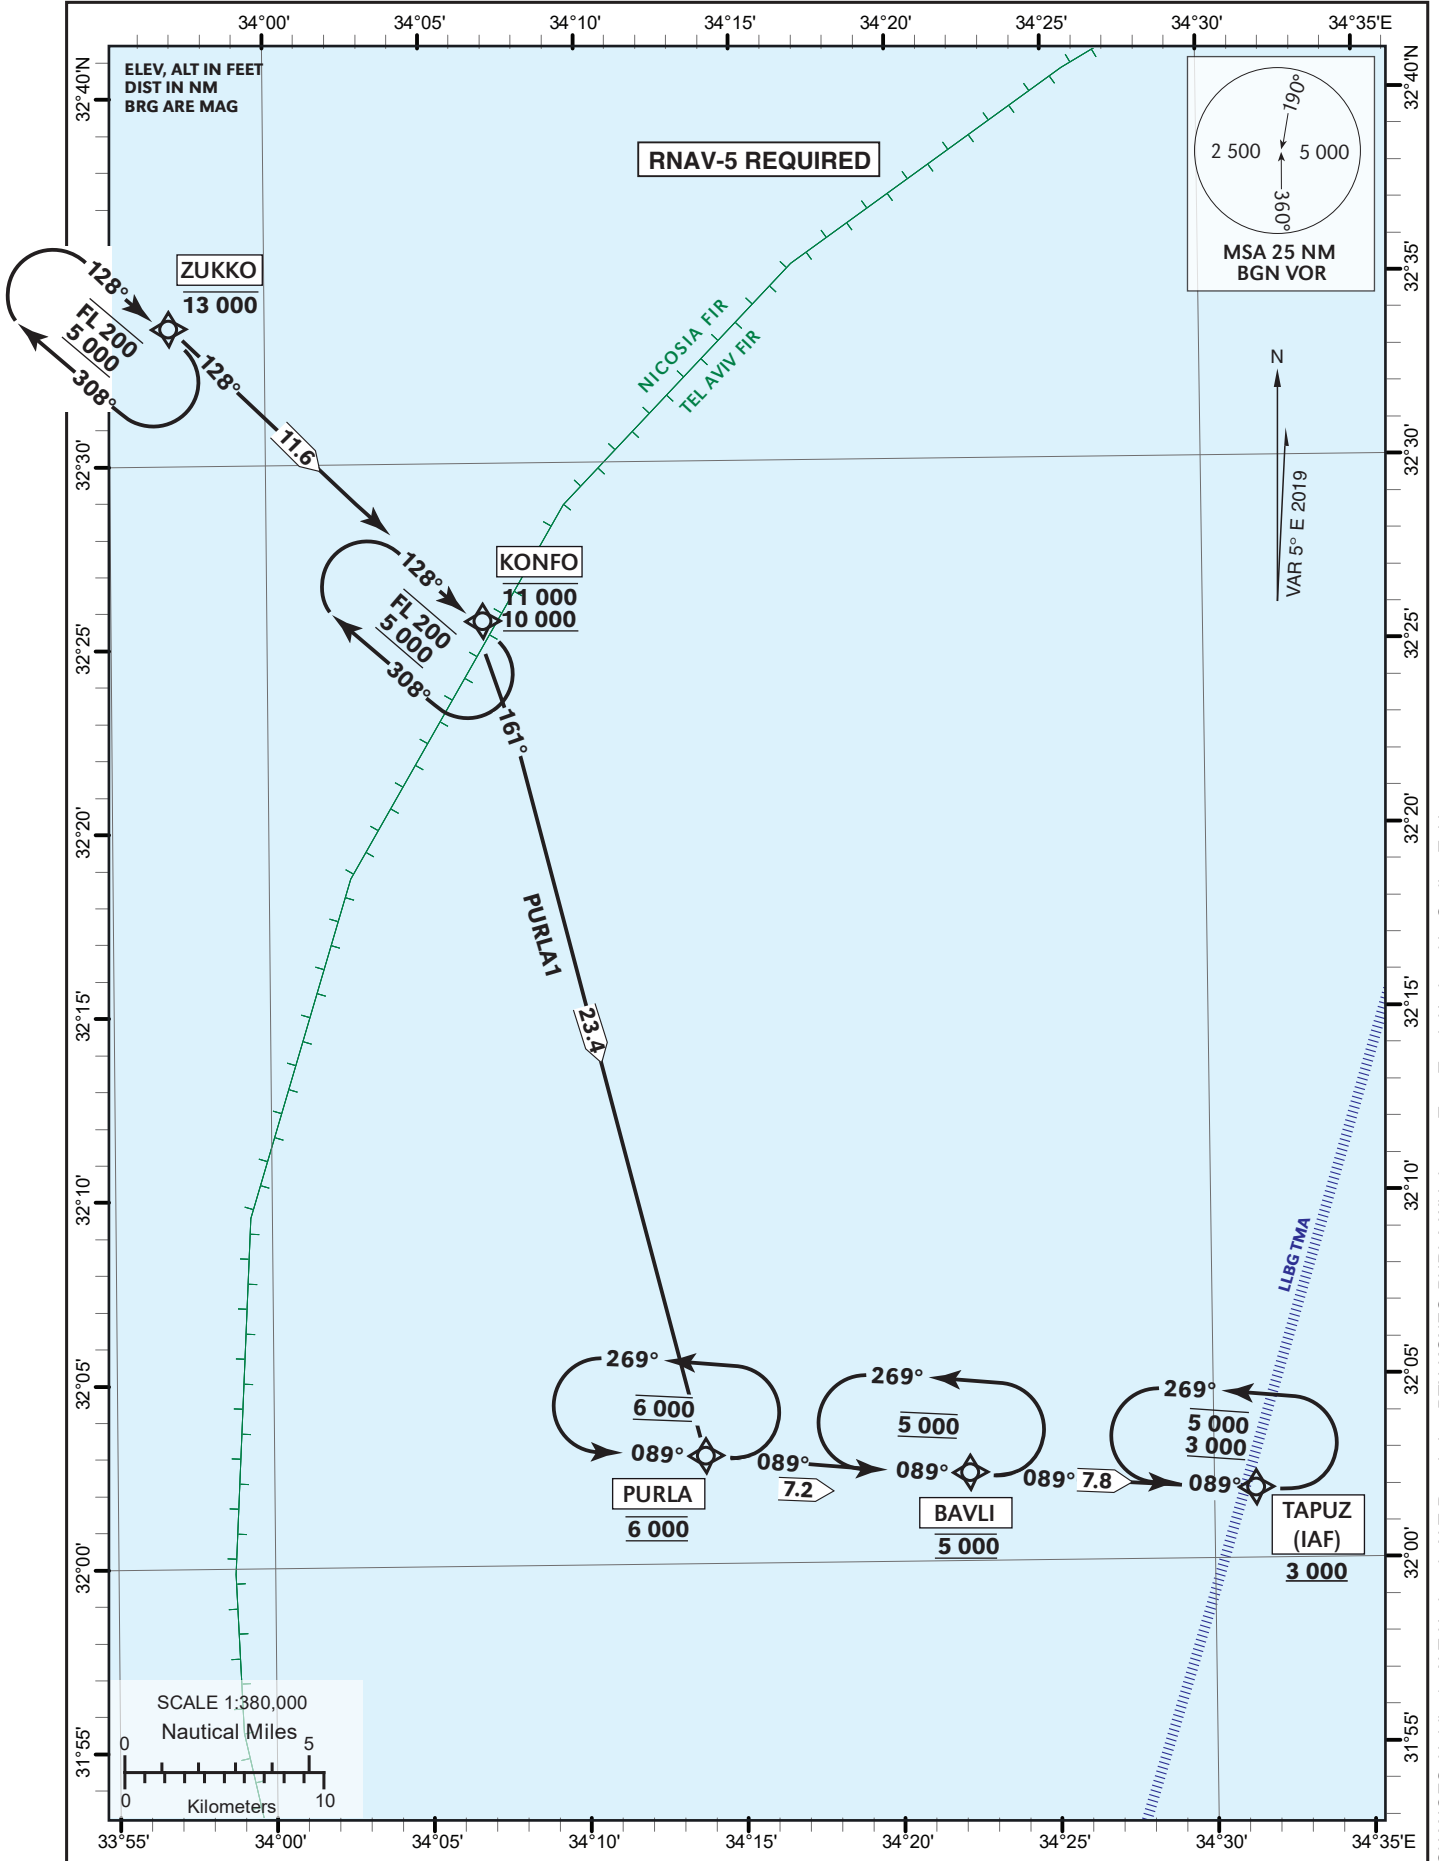 34°00' 34°05' 34°10' 34°15' 34°20' 34°25' 34°30' 34°35'E
ELEV, ALT IN FEET
DIST IN NM
BRG ARE MAG
32°40'N
32°40'N
RNAV-5 REQUIRED
190°
2 500 5 000
360°
MSA 25 NM
BGN VOR
ZUKKO
13 000
128°
FL 200
5 000
308°
128°
11.6
32°35'
NICOSIA FIR
TEL AVIV FIR
N
VAR 5° E 2019
32°30'
32°30'
KONFO
11 000
10 000
128°
FL 200
5 000
308°
161°
32°25'
32°25'
32°20'
32°20'
PURLA1
23.4
32°15'
32°15'
32°10'
32°10'
LLBG TMA
32°05'
32°05'
269°
6 000
089°
PURLA
6 000
089°
7.2
269°
5 000
089°
BAVLI
5 000
089°
7.8
269°
5 000
3 000
089°
TAPUZ
(IAF)
3 000
32°00'
32°00'
SCALE 1:380,000
Nautical Miles
0 5
0 10
Kilometers
31°55'
31°55'
33°55' 34°00' 34°05' 34°10' 34°15' 34°20' 34°25' 34°30' 34°35'E